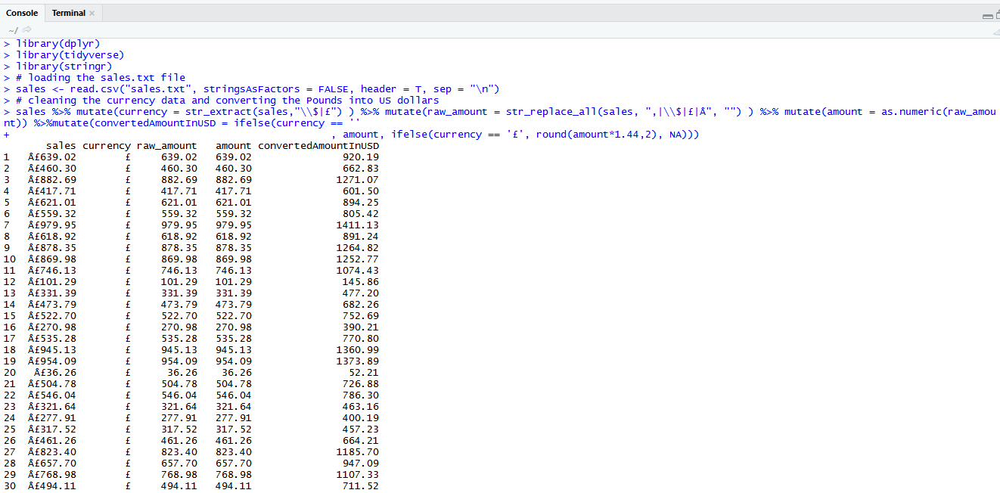 Console Terminal ×
~/
> library(dplyr)
> library(tidyverse)
> library(stringr)
> # loading the sales.txt file
> sales <- read.csv("sales.txt", stringsAsFactors = FALSE, header = T, sep = "\n")
> # cleaning the currency data and converting the Pounds into US dollars
> sales %>% mutate(currency = str_extract(sales,"\\$|£") ) %>% mutate(raw_amount = str_replace_all(sales, ",|\\$|£|Â", "") ) %>% mutate(amount = as.numeric(raw_amou
nt)) %>%mutate(convertedAmountInUSD = ifelse(currency == ''
+ , amount, ifelse(currency == '£', round(amount*1.44,2), NA)))
sales currency raw_amount amount convertedAmountInUSD
1 Â£639.02 £ 639.02 639.02 920.19
2 Â£460.30 £ 460.30 460.30 662.83
3 Â£882.69 £ 882.69 882.69 1271.07
4 Â£417.71 £ 417.71 417.71 601.50
5 Â£621.01 £ 621.01 621.01 894.25
6 Â£559.32 £ 559.32 559.32 805.42
7 Â£979.95 £ 979.95 979.95 1411.13
8 Â£618.92 £ 618.92 618.92 891.24
9 Â£878.35 £ 878.35 878.35 1264.82
10 Â£869.98 £ 869.98 869.98 1252.77
11 Â£746.13 £ 746.13 746.13 1074.43
12 Â£101.29 £ 101.29 101.29 145.86
13 Â£331.39 £ 331.39 331.39 477.20
14 Â£473.79 £ 473.79 473.79 682.26
15 Â£522.70 £ 522.70 522.70 752.69
16 Â£270.98 £ 270.98 270.98 390.21
17 Â£535.28 £ 535.28 535.28 770.80
18 Â£945.13 £ 945.13 945.13 1360.99
19 Â£954.09 £ 954.09 954.09 1373.89
20 Â£36.26 £ 36.26 36.26 52.21
21 Â£504.78 £ 504.78 504.78 726.88
22 Â£546.04 £ 546.04 546.04 786.30
23 Â£321.64 £ 321.64 321.64 463.16
24 Â£277.91 £ 277.91 277.91 400.19
25 Â£317.52 £ 317.52 317.52 457.23
26 Â£461.26 £ 461.26 461.26 664.21
27 Â£823.40 £ 823.40 823.40 1185.70
28 Â£657.70 £ 657.70 657.70 947.09
29 Â£768.98 £ 768.98 768.98 1107.33
30 Â£494.11 £ 494.11 494.11 711.52